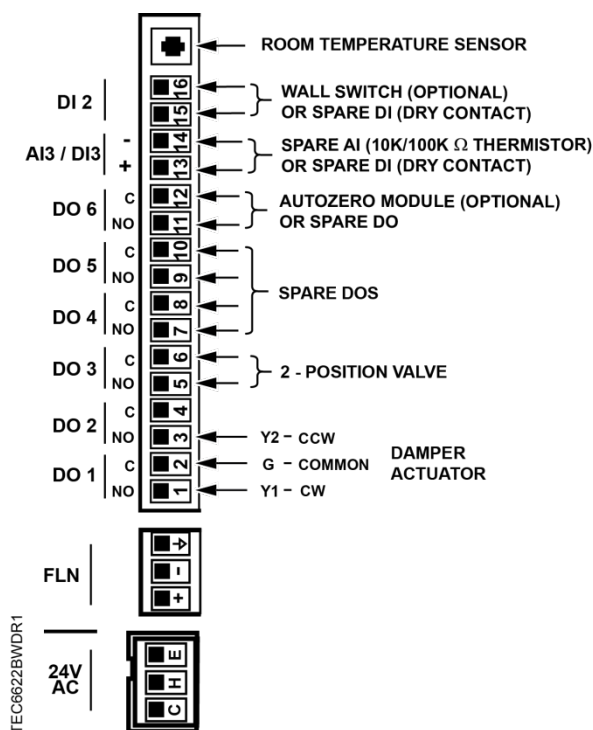 ROOM TEMPERATURE SENSOR
DI 2
16
15
WALL SWITCH (OPTIONAL)
OR SPARE DI (DRY CONTACT)
AI3 / DI3
-
+
14
13
SPARE AI (10K/100K Ω THERMISTOR)
OR SPARE DI (DRY CONTACT)
DO 6
C
NO
12
11
AUTOZERO MODULE (OPTIONAL)
OR SPARE DO
DO 5
C
NO
10
9
DO 4
C
NO
8
7
SPARE DOS
DO 3
C
NO
6
5
2 - POSITION VALVE
DO 2
C
NO
4
3
Y2 - CCW
DO 1
C
NO
2
1
G - COMMON
Y1 - CW
DAMPER
ACTUATOR
FLN
-
+
24V
AC
E
H
C
TEC6622BWDR1